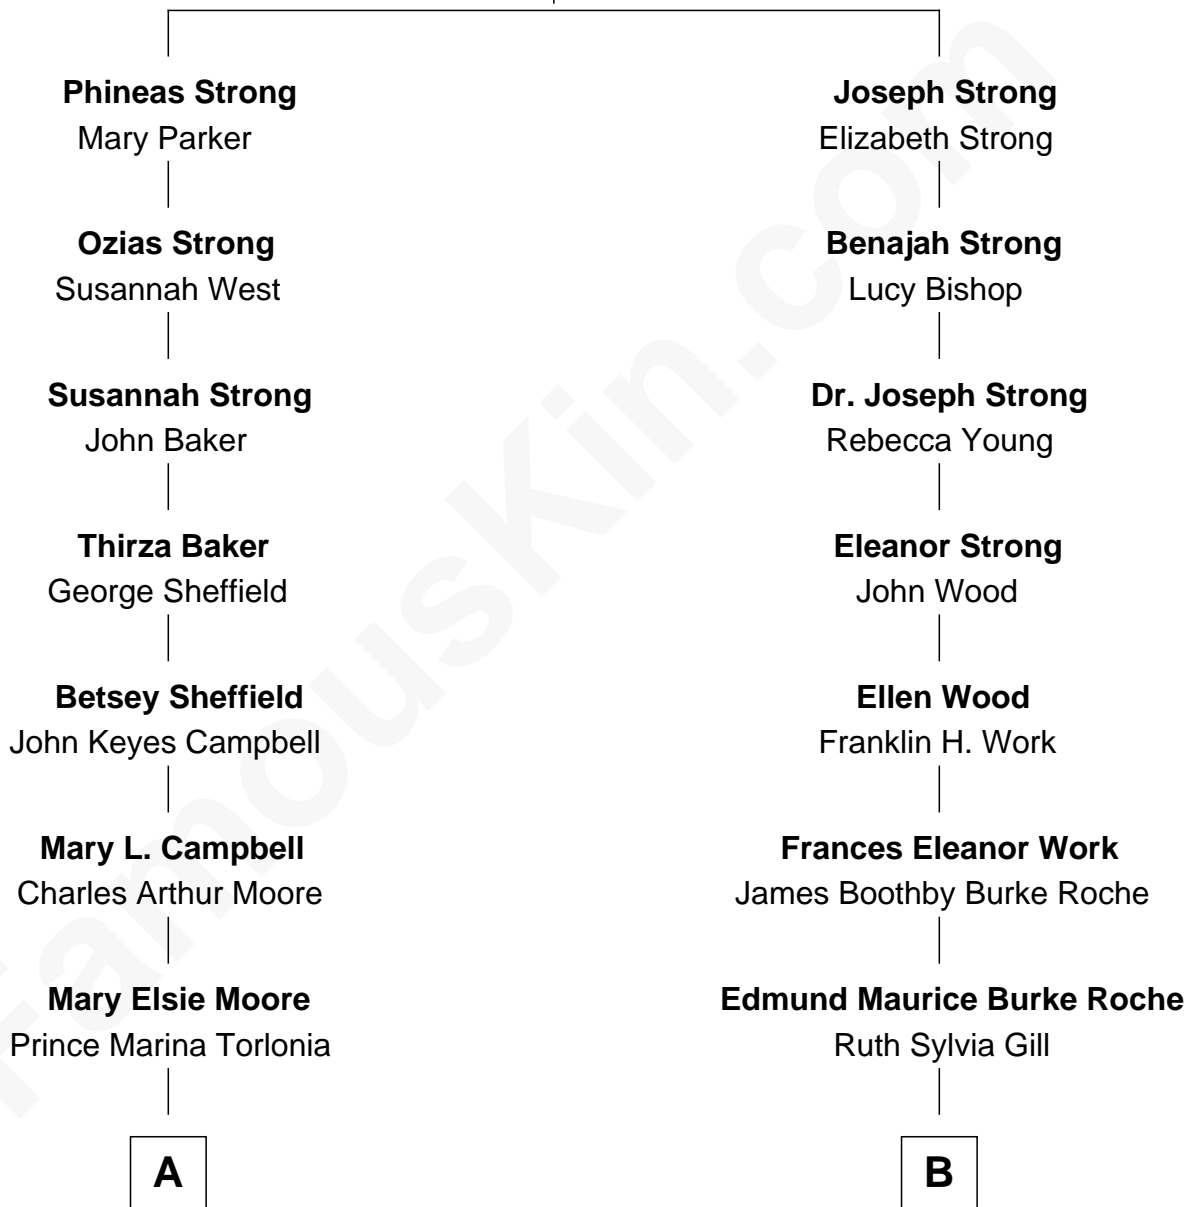 Phineas Strong
Mary Parker
Ozias Strong
Susannah West
Susannah Strong
John Baker
Thirza Baker
George Sheffield
Betsey Sheffield
John Keyes Campbell
Mary L. Campbell
Charles Arthur Moore
Mary Elsie Moore
Prince Marina Torlonia
A
Joseph Strong
Elizabeth Strong
Benajah Strong
Lucy Bishop
Dr. Joseph Strong
Rebecca Young
Eleanor Strong
John Wood
Ellen Wood
Franklin H. Work
Frances Eleanor Work
James Boothby Burke Roche
Edmund Maurice Burke Roche
Ruth Sylvia Gill
B
FamousKin.com